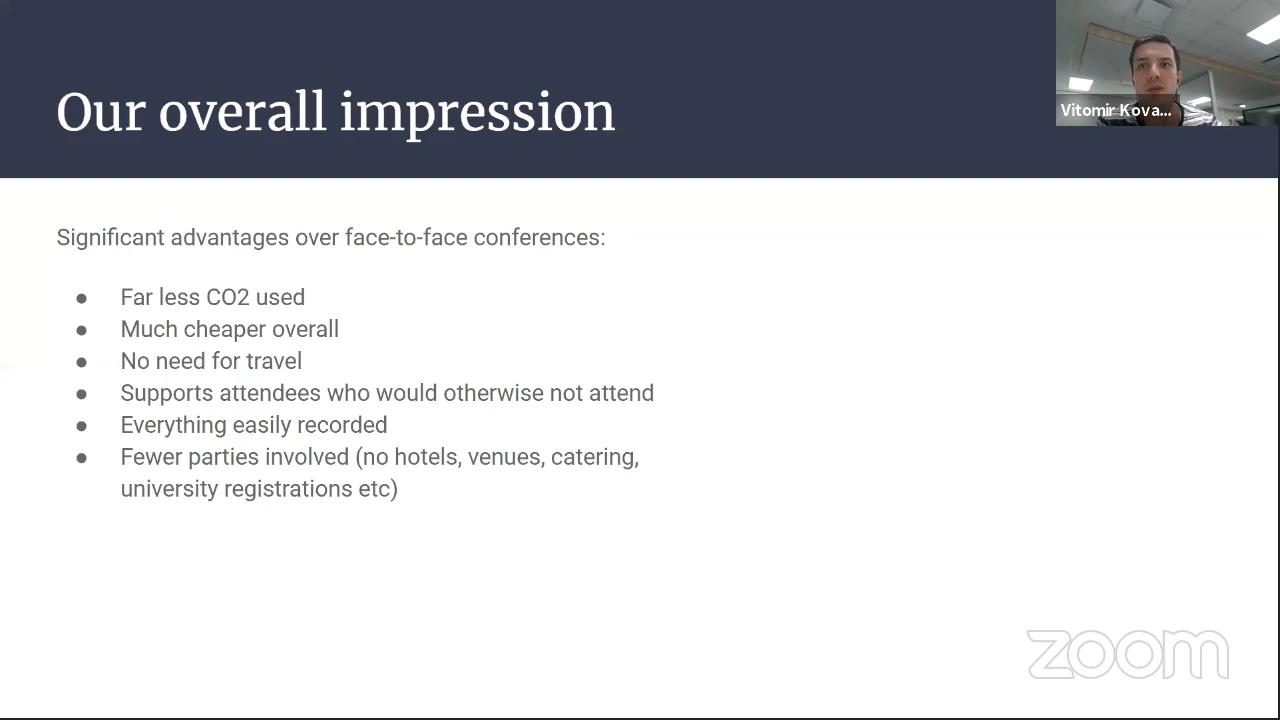 Our overall impression
Vitomir Kova...
Significant advantages over face-to-face conferences:
● Far less CO2 used
● Much cheaper overall
● No need for travel
● Supports attendees who would otherwise not attend
● Everything easily recorded
● Fewer parties involved (no hotels, venues, catering,
university registrations etc)
zoom